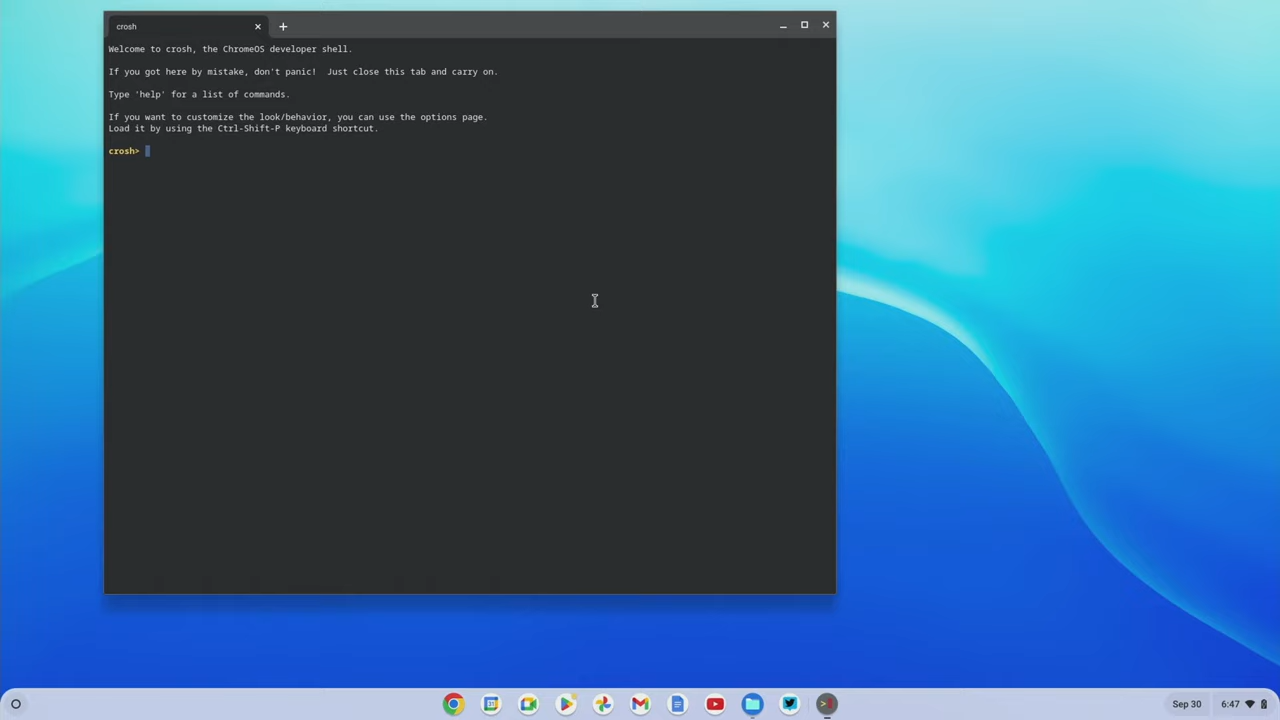 crosh
Welcome to crosh, the ChromeOS developer shell.
If you got here by mistake, don't panic!  Just close this tab and carry on.
Type 'help' for a list of commands.
If you want to customize the look/behavior, you can use the options page.
Load it by using the Ctrl-Shift-P keyboard shortcut.
crosh>
Sep 30 6:47